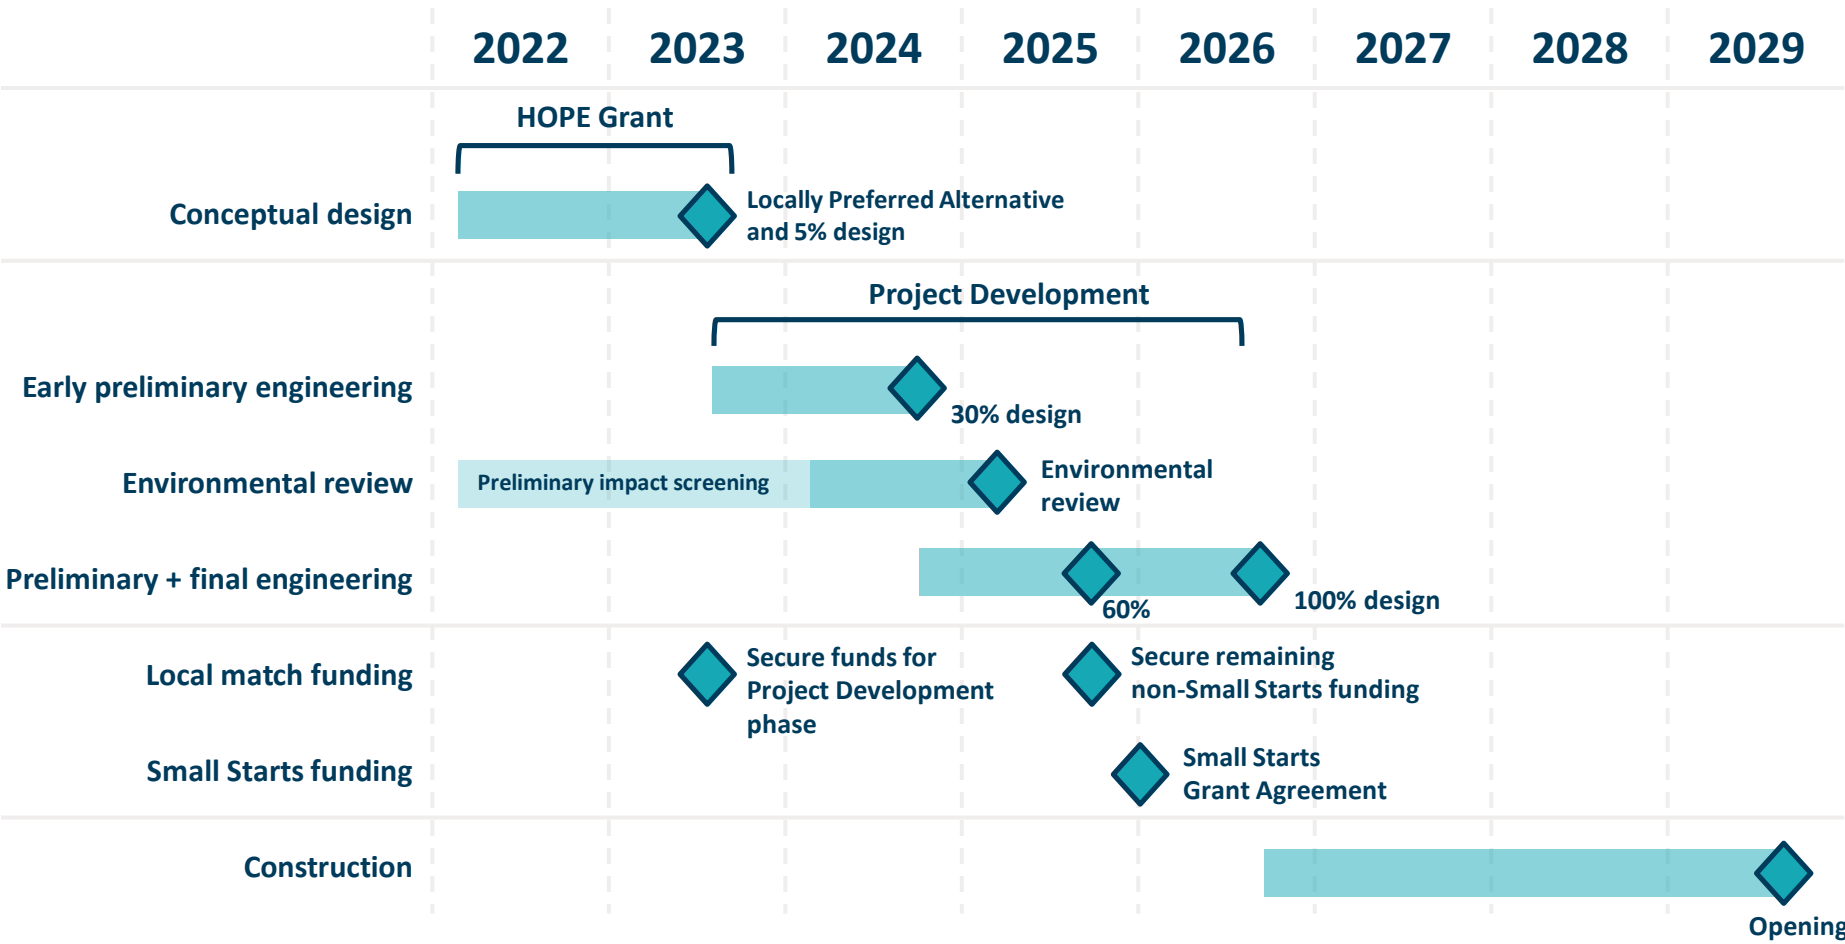 2022 2023 2024 2025 2026 2027 2028 2029
HOPE Grant
Conceptual design
Locally Preferred Alternative
and 5% design
Project Development
Early preliminary engineering
30% design
Environmental review
Preliminary impact screening
Environmental
review
Preliminary + final engineering
60%
100% design
Local match funding
Secure funds for
Project Development
phase
Secure remaining
non-Small Starts funding
Small Starts funding
Small Starts
Grant Agreement
Construction
Opening